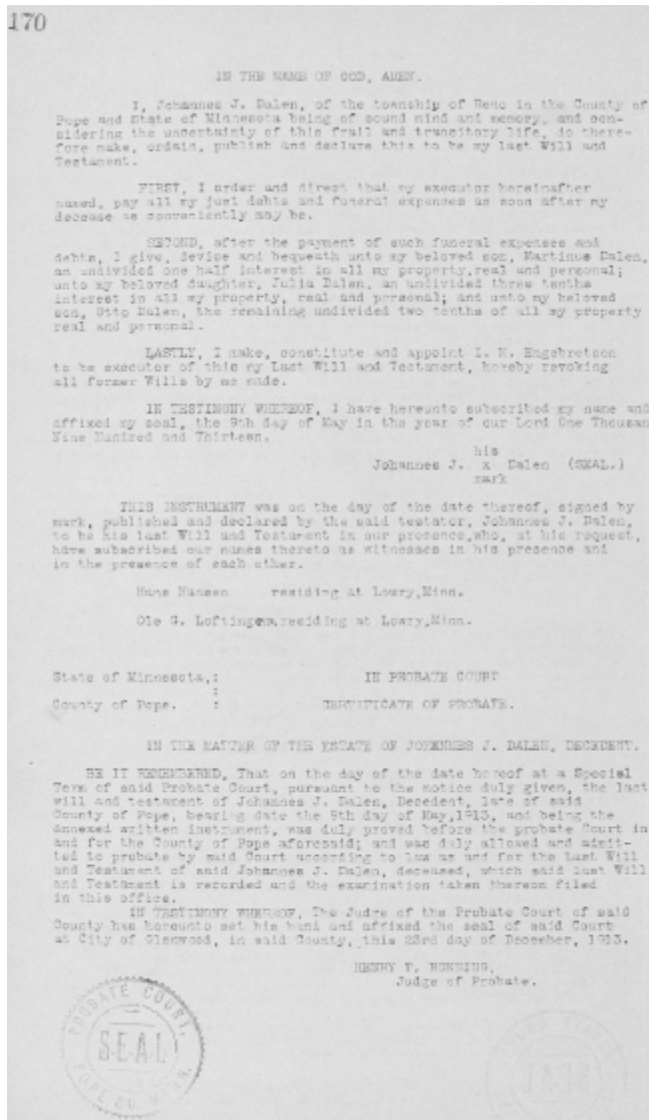 170
IN THE NAME OF GOD, AMEN.
I, Johannes J. Dalen, of the township of Reno in the County of
Pope and State of Minnesota being of sound mind and memory, and con-
sidering the uncertainty of this frail and transitory life, do there-
fore make, ordain, publish and declare this to be my last Will and
Testament.
FIRST, I order and direct that my executor hereinafter
named, pay all my just debts and funeral expenses as soon after my
decease as conveniently may be.
SECOND, after the payment of such funeral expenses and
debts, I give, devise and bequeath unto my beloved son, Martinus Dalen,
an undivided one half interest in all my property,real and personal;
unto my beloved daughter, Julia Dalen, an undivided three tenths
interest in all my property, real and personal; and unto my beloved
son, Otto Dalen, the remaining undivided two tenths of all my property
real and personal.
LASTLY, I make, constitute and appoint I. M. Engebretson
to be executor of this my Last Will and Testament, hereby revoking
all former Wills by me made.
IN TESTIMONY WHEREOF, I have hereunto subscribed my name and
affixed my seal, the 9th day of May in the year of our Lord One Thousan
Nine Hundred and Thirteen.
his
Johannes J. x Dalen (SEAL.)
mark
THIS INSTRUMENT was on the day of the date thereof, signed by
mark, published and declared by the said testator, Johannes J. Dalen,
to be his last Will and Testament in our presence,who, at his request,
have subscribed our names thereto as witnesses in his presence and
in the presence of each other.
Hans Hansen residing at Lowry,Minn.
Ole G. residing at Lowry,Minn.
State of Minnesota,: IN PROBATE COURT
:
County of Pope. : CERTIFICATE OF PROBATE.
IN THE MATTER OF THE ESTATE OF JOHANNES J. DALEN, DECEDENT.
BE IT REMEMBERED, That on the day of the date hereof at a Special
Term of said Probate Court, pursuant to the notice duly given, the last
will and testament of Johannes J. Dalen, Decedent, late of said
County of Pope, bearing date the 9th day of May,1913, and being the
annexed written instrument, was duly proved before the probate Court in
and for the County of Pope aforesaid; and was duly allowed and admit-
ted to probate by said Court according to law as and for the Last Will
and Testament of said Johannes J. Dalen, deceased, which said last Will
and Testament is recorded and the examination taken thereon filed
in this office.
IN TESTIMONY WHEREOF, The Judge of the Probate Court of said
County has hereunto set his hand and affixed the seal of said Court
at City of Glenwood, in said County, this 23rd day of December, 1913.
HENRY T. RONNING,
Judge of Probate.
PROBATE COURT,
SEAL
POPE CO. MINN.